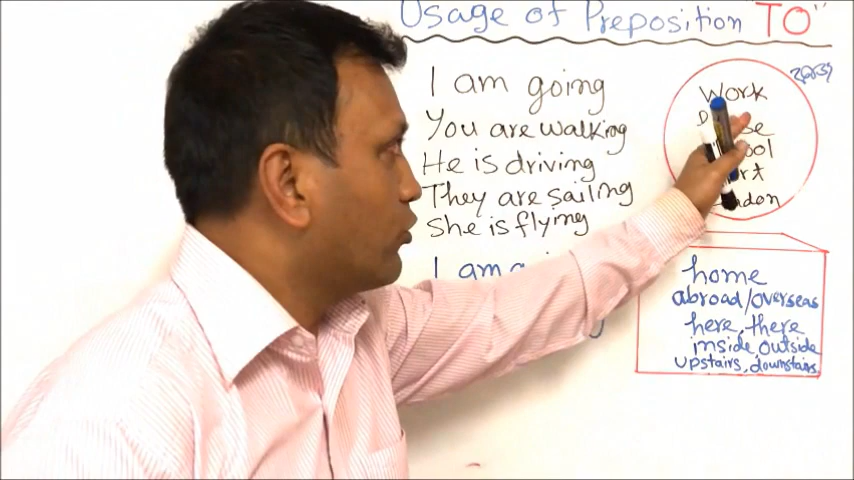 Usage of Preposition "TO"
I am going
You are walking
He is driving
They are sailing
She is flying
I am
Work
home
abroad/overseas
here, there
inside, outside
upstairs, downstairs